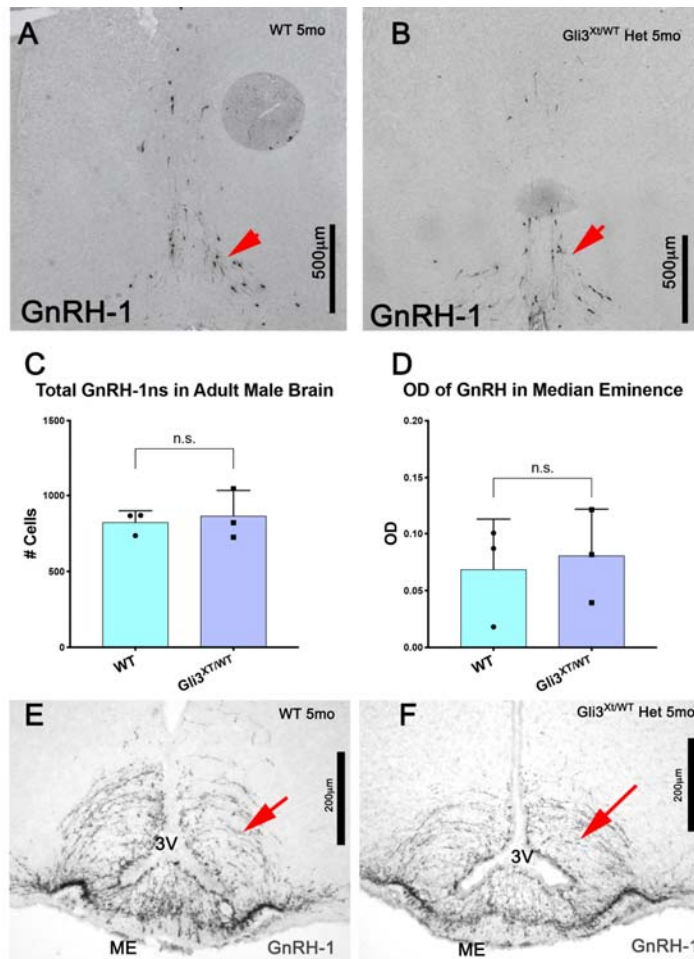 A
WT 5mo
500µm
GnRH-1
B
Gli3Xt/WT Het 5mo
500µm
GnRH-1
C
Total GnRH-1ns in Adult Male Brain
n.s.
# Cells
1500
1000
500
0
WT
Gli3XT/WT
D
OD of GnRH in Median Eminence
n.s.
OD
0.20
0.15
0.10
0.05
0.00
WT
Gli3XT/WT
E
WT 5mo
200µm
3V
ME
GnRH-1
F
Gli3Xt/WT Het 5mo
200µm
3V
ME
GnRH-1